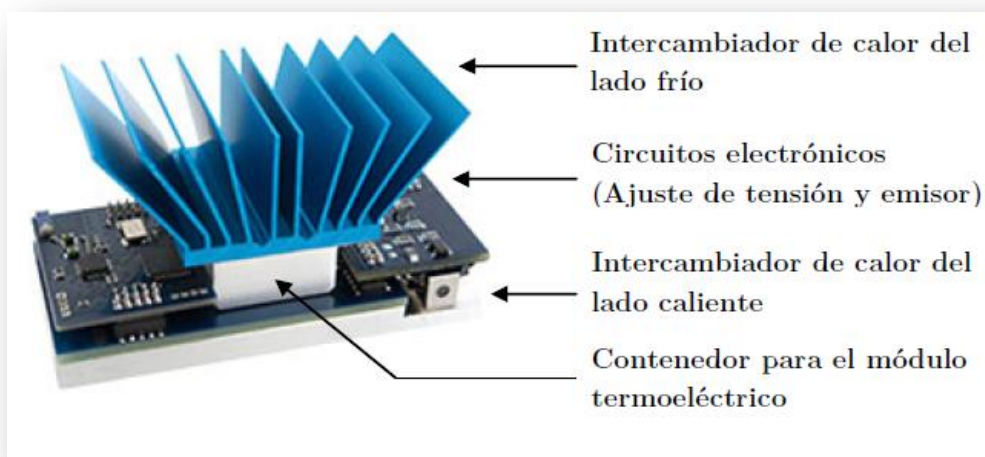 Intercambiador de calor del
lado frío
Circuitos electrónicos
(Ajuste de tensión y emisor)
Intercambiador de calor del
lado caliente
Contenedor para el módulo
termoeléctrico